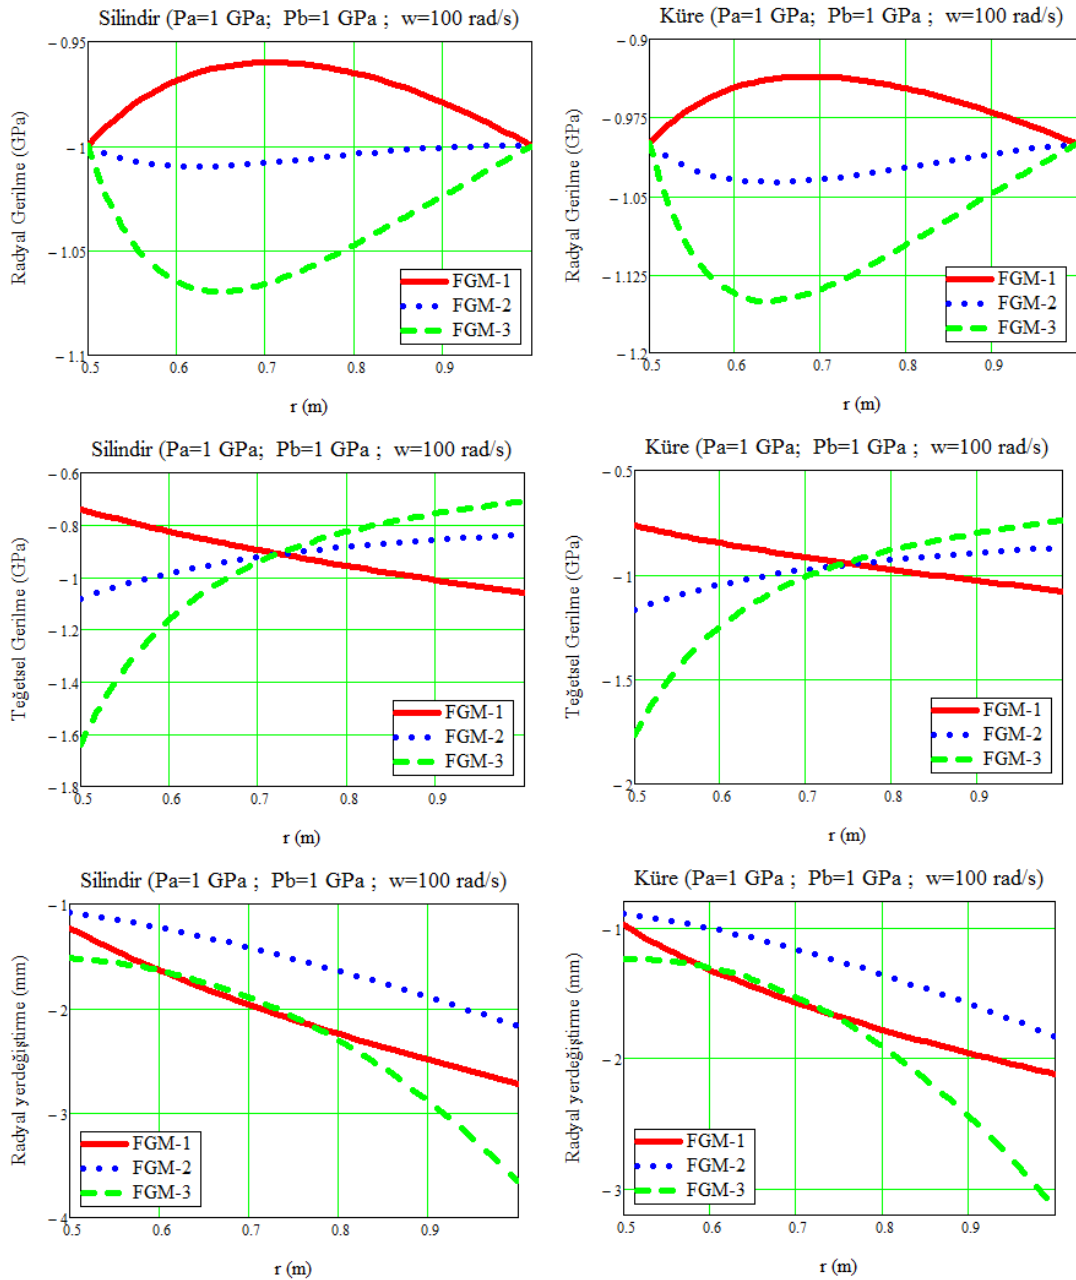 Silindir (Pa=1 GPa; Pb=1 GPa ; w=100 rad/s)
Radyal Gerilme (GPa)
− 0.95
− 1
− 1.05
− 1.1
0.5 0.6 0.7 0.8 0.9
r (m)
FGM-1
FGM-2
FGM-3
Küre (Pa=1 GPa; Pb=1 GPa ; w=100 rad/s)
Radyal Gerilme (GPa)
− 0.9
− 0.975
− 1.05
− 1.125
− 1.2
0.5 0.6 0.7 0.8 0.9
r (m)
FGM-1
FGM-2
FGM-3
Silindir (Pa=1 GPa; Pb=1 GPa ; w=100 rad/s)
Teğetsel Gerilme (GPa)
− 0.6
− 0.8
− 1
− 1.2
− 1.4
− 1.6
− 1.8
0.5 0.6 0.7 0.8 0.9
r (m)
FGM-1
FGM-2
FGM-3
Küre (Pa=1 GPa; Pb=1 GPa ; w=100 rad/s)
Teğetsel Gerilme (GPa)
− 0.5
− 1
− 1.5
− 2
0.5 0.6 0.7 0.8 0.9
r (m)
FGM-1
FGM-2
FGM-3
Silindir (Pa=1 GPa ; Pb=1 GPa ; w=100 rad/s)
Radyal yerdeğiştirme (mm)
− 1
− 2
− 3
− 4
0.5 0.6 0.7 0.8 0.9
r (m)
FGM-1
FGM-2
FGM-3
Küre (Pa=1 GPa ; Pb=1 GPa ; w=100 rad/s)
Radyal yerdeğiştirme (mm)
− 1
− 2
− 3
0.5 0.6 0.7 0.8 0.9
r (m)
FGM-1
FGM-2
FGM-3